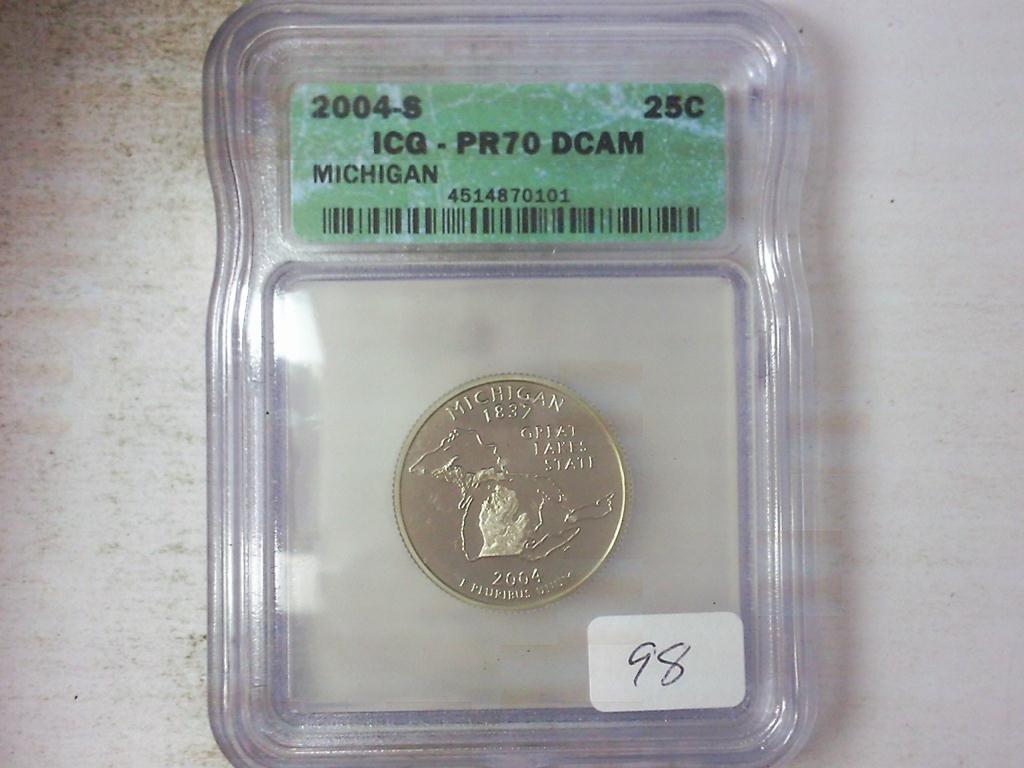 2004-S 25C
ICG - PR70 DCAM
MICHIGAN
4514870101
MICHIGAN
1837
GREAT
LAKES
STATE
2004
E PLURIBUS UNUM
98